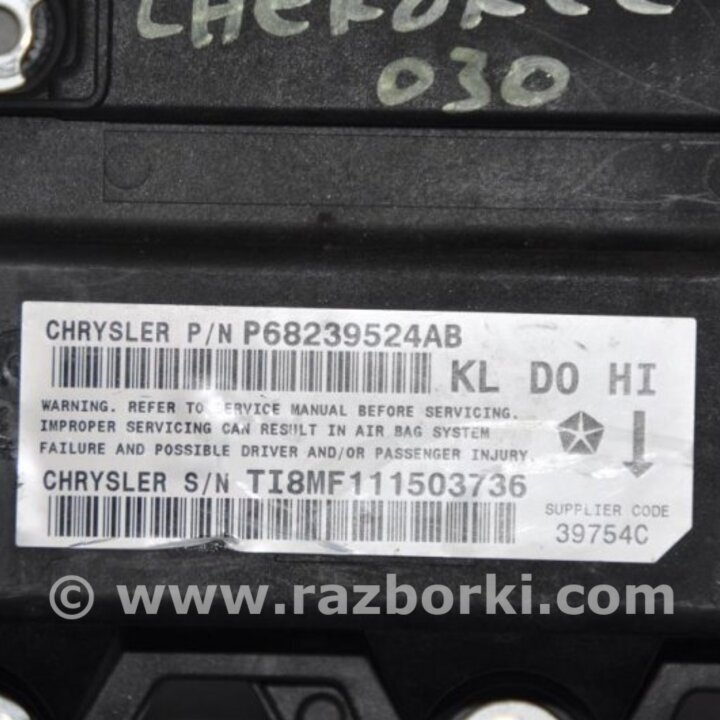 CHEROKEE
030
CHRYSLER P/N P68239524AB
KL DO HI
WARNING. REFER TO SERVICE MANUAL BEFORE SERVICING.
IMPROPER SERVICING CAN RESULT IN AIR BAG SYSTEM
FAILURE AND POSSIBLE DRIVER AND/OR PASSENGER INJURY.
CHRYSLER S/N TI8MF111503736
SUPPLIER CODE
39754C
© www.razborki.com